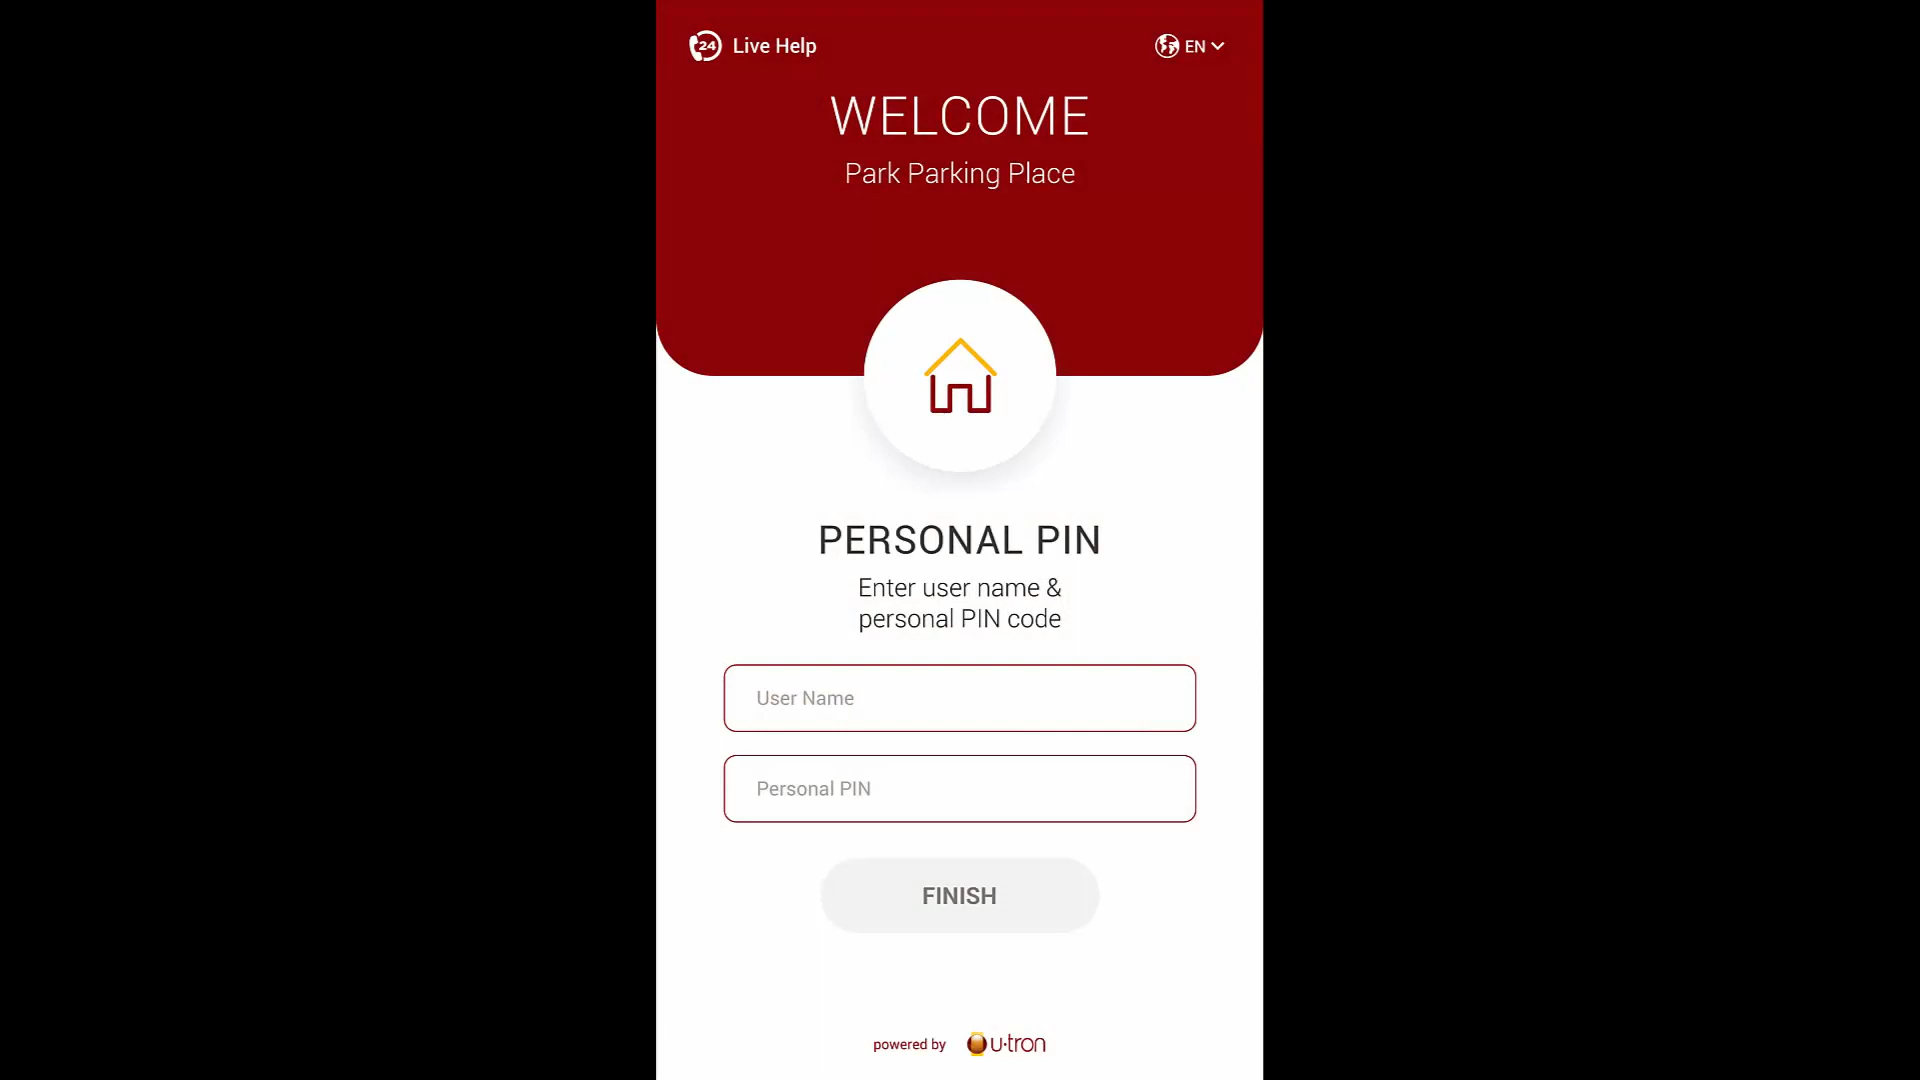 24 Live Help
EN
WELCOME
Park Parking Place
PERSONAL PIN
Enter user name &
personal PIN code
User Name
Personal PIN
FINISH
powered by u·tron